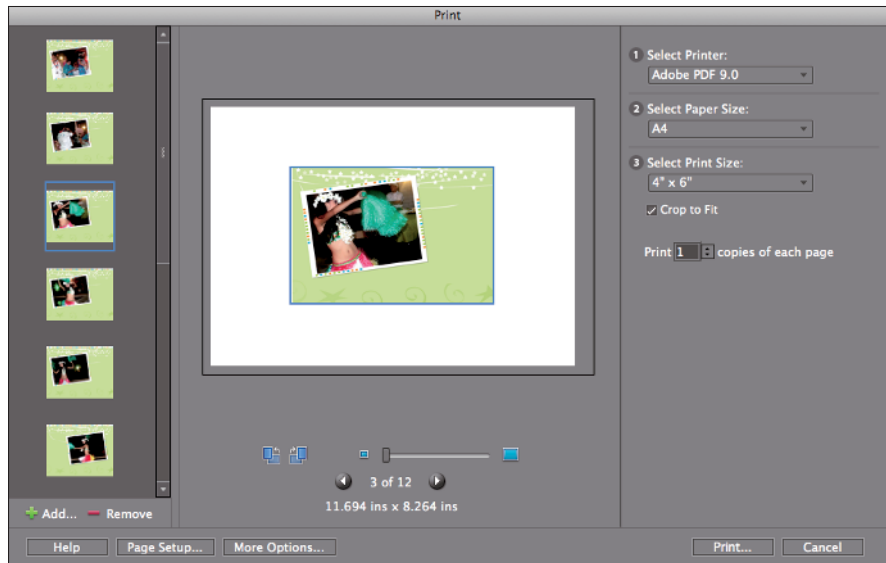 Print
1 Select Printer:
Adobe PDF 9.0
2 Select Paper Size:
A4
3 Select Print Size:
4" x 6"
Crop to Fit
Print 1 copies of each page
3 of 12
11.694 ins x 8.264 ins
Add... Remove
Help Page Setup... More Options... Print... Cancel